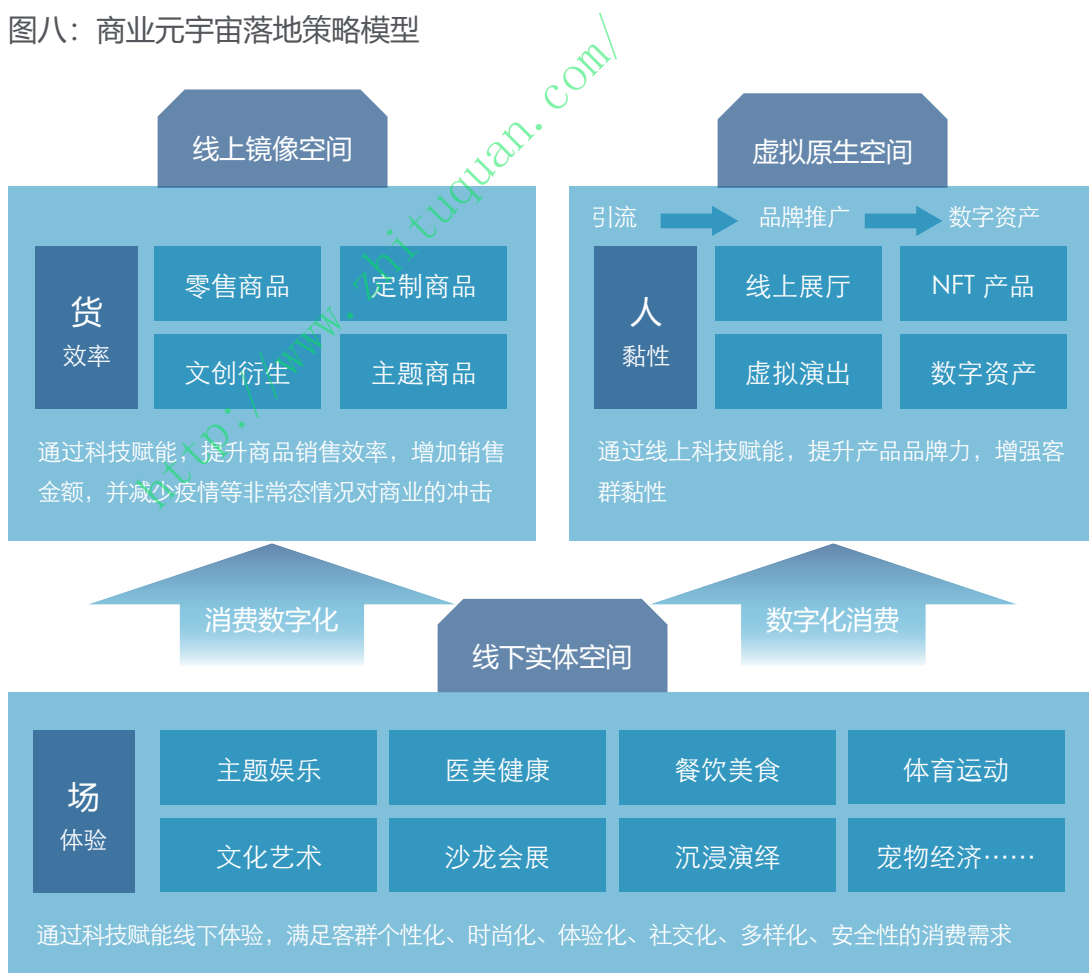 图八：商业元宇宙落地策略模型
线上镜像空间
货
效率
零售商品
定制商品
文创衍生
主题商品
通过科技赋能，提升商品销售效率，增加销售
金额，并减少疫情等非常态情况对商业的冲击
虚拟原生空间
引流
品牌推广
数字资产
人
黏性
线上展厅
NFT 产品
虚拟演出
数字资产
通过线上科技赋能，提升产品品牌力，增强客
群黏性
消费数字化
数字化消费
线下实体空间
场
体验
主题娱乐
医美健康
餐饮美食
体育运动
文化艺术
沙龙会展
沉浸演绎
宠物经济……
通过科技赋能线下体验，满足客群个性化、时尚化、体验化、社交化、多样化、安全性的消费需求
http://www.zhituquan.com/